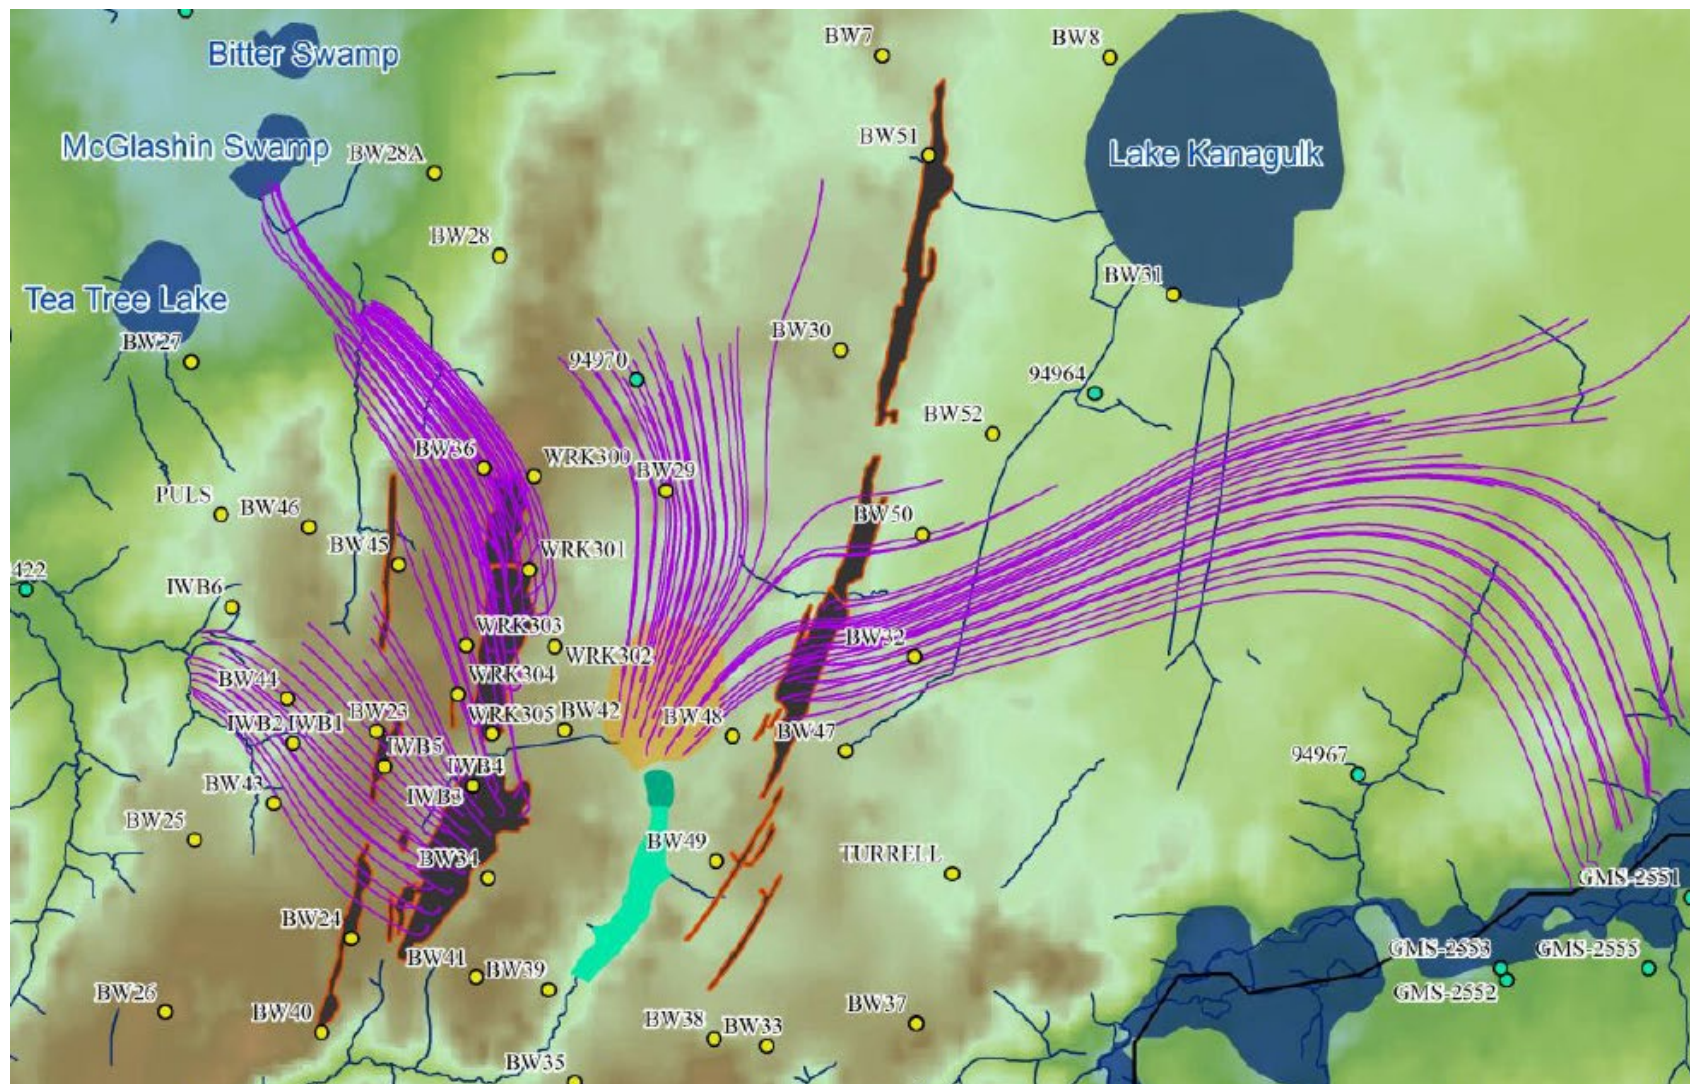 BW7
BW8
Bitter Swamp
McGlashin Swamp
BW28A
BW51
Lake Kanagulk
BW28
BW31
Tea Tree Lake
BW27
BW30
94970
94964
BW52
BW36
WRK300
BW29
PULS
BW46
BW50
BW45
WRK301
422
IWB6
WRK303
BW32
WRK302
BW44
WRK304
BW23
WRK305
BW42
BW48
IWB2
IWB1
BW47
IWB5
94967
IWB4
BW43
IWB3
BW25
BW49
BW34
TURRELL
GMS-2551
BW24
GMS-2553
GMS-2555
BW41
BW39
BW26
GMS-2552
BW40
BW38
BW33
BW37
BW35